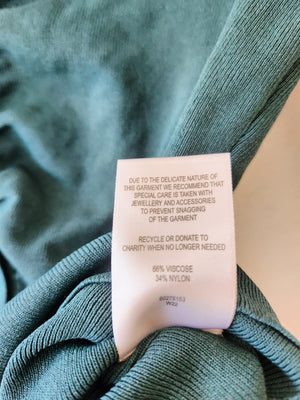 DUE TO THE DELICATE NATURE OF
THIS GARMENT WE RECOMMEND THAT
SPECIAL CARE IS TAKEN WITH
JEWELLERY AND ACCESSORIES
TO PREVENT SNAGGING
OF THE GARMENT
RECYCLE OR DONATE TO
CHARITY WHEN NO LONGER NEEDED
66% VISCOSE
34% NYLON
W22